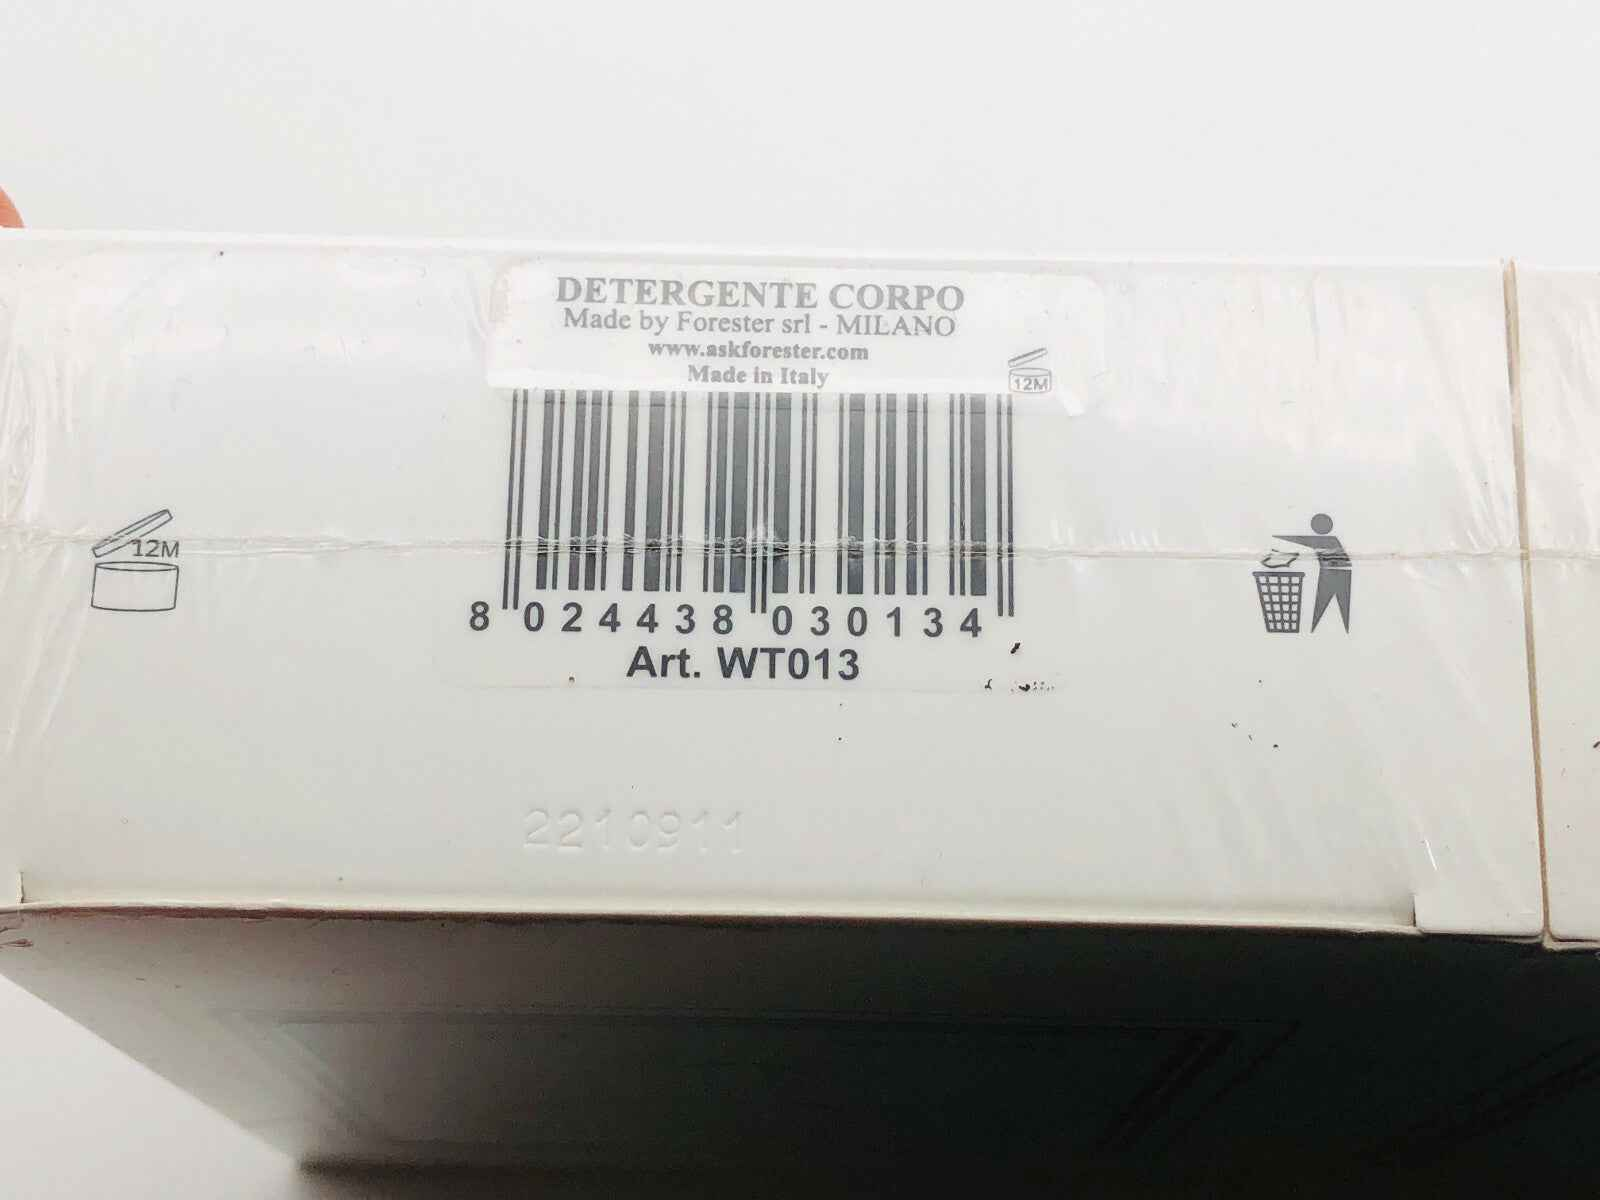 DETERGENTE CORPO
Made by Forester srl - MILANO
www.askforester.com
Made in Italy
12M
12M
8 024438 030134
Art. WT013
2210911